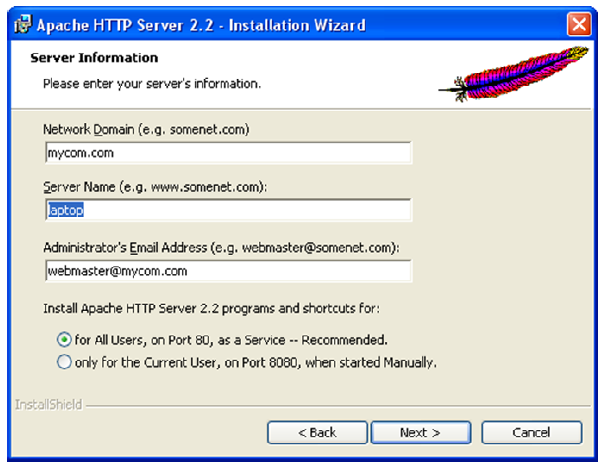 Apache HTTP Server 2.2 - Installation Wizard
Server Information
Please enter your server's information.
Network Domain (e.g. somenet.com)
mycom.com
Server Name (e.g. www.somenet.com):
laptop
Administrator's Email Address (e.g. webmaster@somenet.com):
webmaster@mycom.com
Install Apache HTTP Server 2.2 programs and shortcuts for:
for All Users, on Port 80, as a Service -- Recommended.
only for the Current User, on Port 8080, when started Manually.
InstallShield
< Back
Next >
Cancel